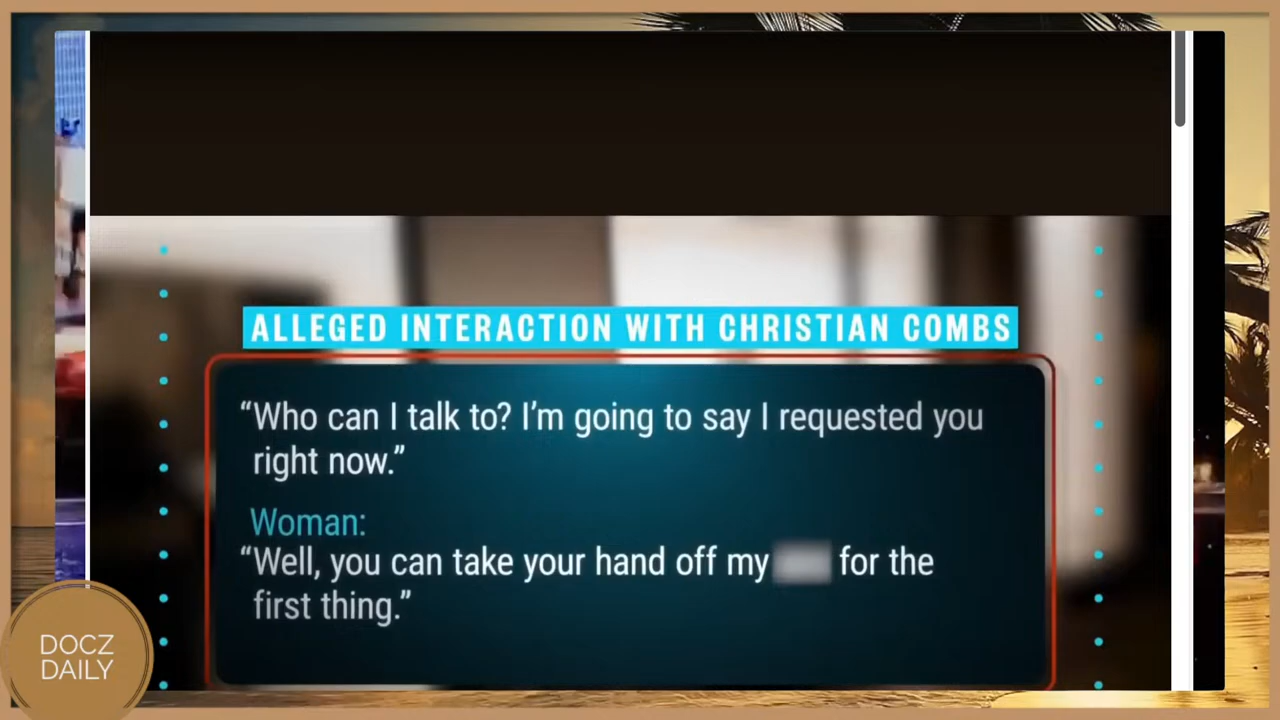 ALLEGED INTERACTION WITH CHRISTIAN COMBS
“Who can I talk to? I’m going to say I requested you
right now.”
Woman:
“Well, you can take your hand off my for the
first thing.”
DOCZ
DAILY